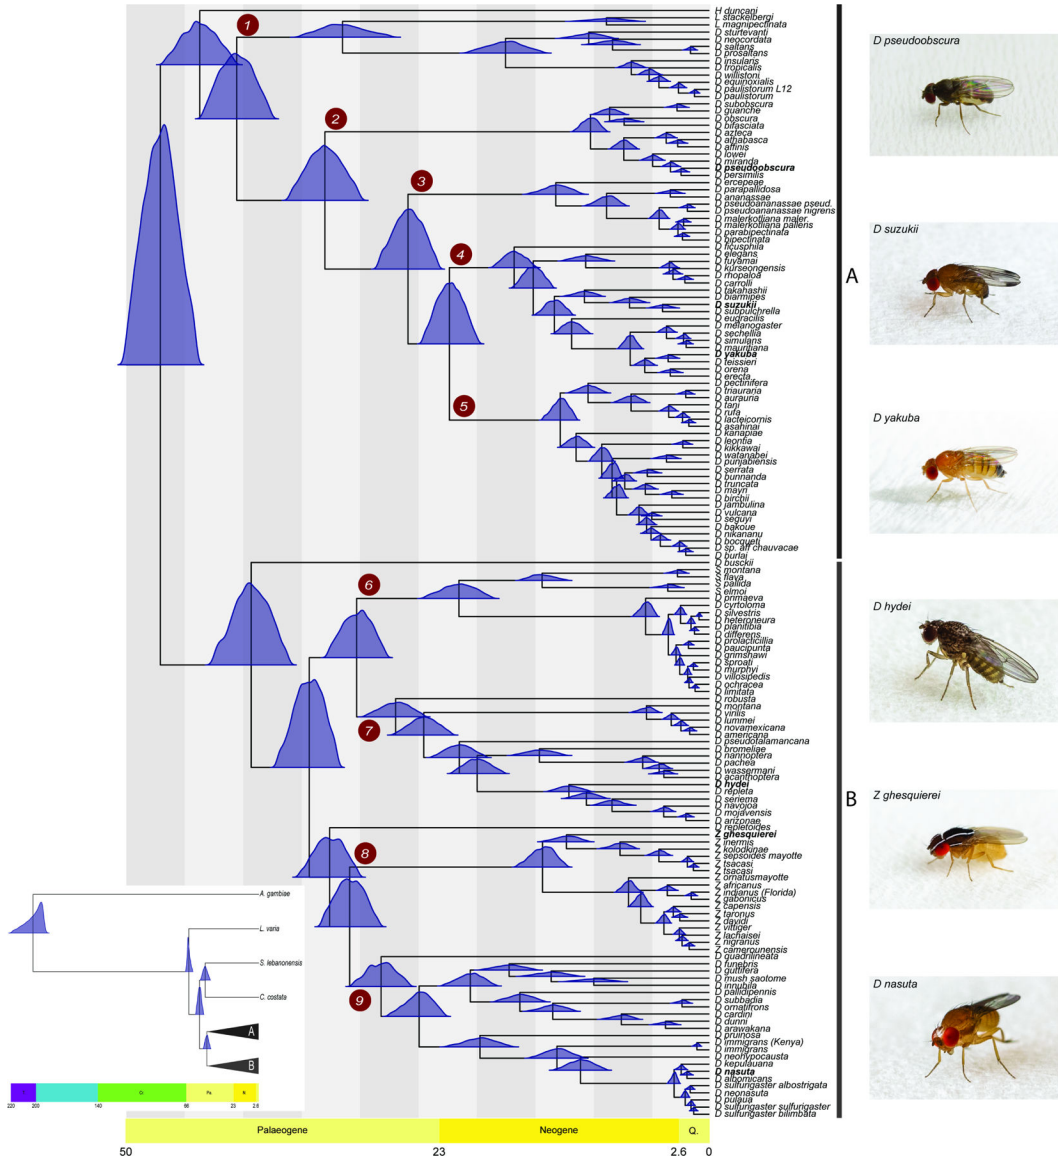 H duncani
L stackelbergi
L magnipectinata
D sturtevanti
D neocordata
D saltans
D prosaltans
D insularis
D tropicalis
D willistoni
D equinoxialis
D paulistorum L12
D paulistorum
D subobscura
D guanche
D obscura
D bifasciata
D azteca
D athabasca
D affinis
D lowei
D miranda
D pseudoobscura
D persimilis
D ercepeae
D parapallidosa
D ananassae
D pseudoananassae pseud.
D pseudoananassae nigrens
D malerkotliana maler.
D malerkotliana pallens
D parabipectinata
D bipectinata
D ficusphila
D elegans
D fuyamai
D kurseongensis
D rhopaloa
D carrolli
D takahashii
D biarmipes
D suzukii
D subpulchrella
D eugracilis
D melanogaster
D sechellia
D simulans
D mauritiana
D yakuba
D teissieri
D orena
D erecta
D pectinifera
D triauraria
D auraria
D tani
D rufa
D lacteicornis
D asahinai
D kanapiae
D leontia
D kikkawai
D watanabei
D punjabiensis
D serrata
D bunnanda
D truncata
D mayri
D birchii
D jambulina
D vulcana
D seguyi
D bakoue
D nikananu
D bocqueti
D sp. aff chauvacae
D burlai
D busckii
S montana
S flava
S pallida
S elmoi
D primaeva
D cyrtoloma
D silvestris
D heteroneura
D planitibia
D differens
D prolacticillia
D paucipunta
D grimshawi
D sproati
D murphyi
D villosipedis
D ochracea
D limitata
D robusta
D montana
D virilis
D lummei
D novamexicana
D americana
D pseudotalamancana
D bromeliae
D nannoptera
D pachea
D wassermani
D acanthoptera
D hydei
D repleta
D seriema
D navojoa
D mojavensis
D arizonae
D repletoides
Z ghesquierei
Z inermis
Z kolodkinae
Z sepsoides mayotte
Z tsacasi
Z tsacasi
Z ornatusmayotte
Z africanus
Z indianus (Florida)
Z gabonicus
Z capensis
Z taronus
Z davidi
Z vittiger
Z lachaisei
Z nigranus
Z camerounensis
D quadrilineata
D funebris
D guttifera
D mush saotome
D innubila
D pallidipennis
D subbadia
D ornatifrons
D cardini
D dunni
D arawakana
D pruinosa
D immigrans (Kenya)
D immigrans
D neohypocausta
D kepulauana
D nasuta
D albomicans
D sulfurigaster albostrigata
D neonasuta
D pulaua
D sulfurigaster sulfurigaster
D sulfurigaster bilimbata
1
2
3
4
5
6
7
8
9
A
B
D pseudoobscura
D suzukii
D yakuba
D hydei
Z ghesquierei
D nasuta
A. gambiae
L. varia
S. lebanonensis
C. costata
A
B
Cr.
Pa.
N
220 200 140 66 23 2.6
Palaeogene Neogene Q.
50 23 2.6 0